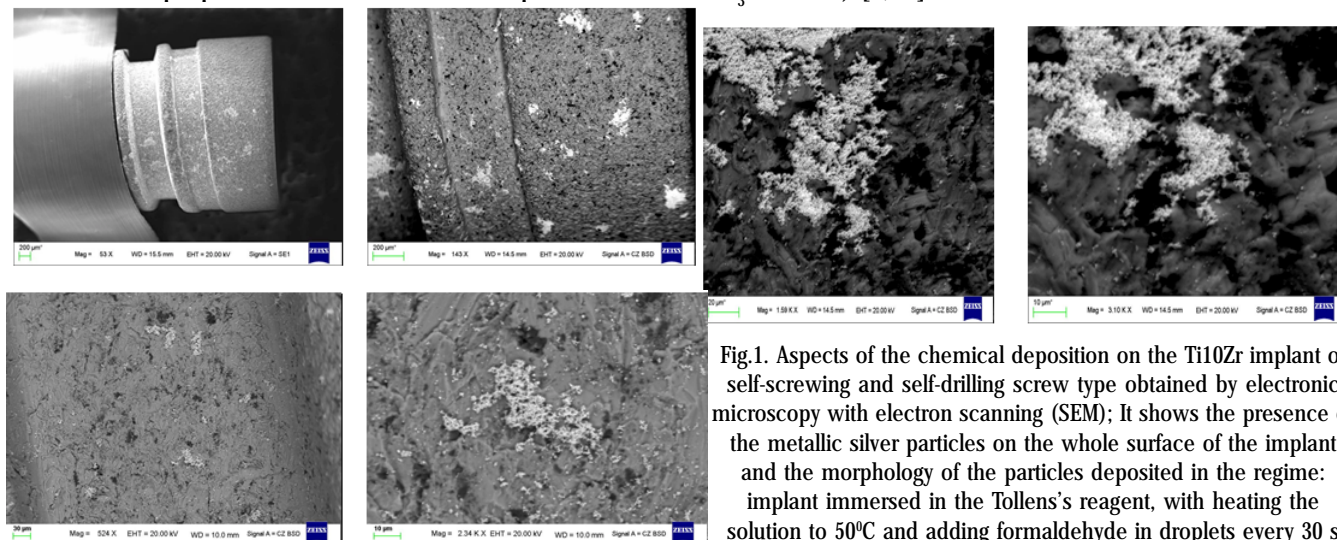 200 µm*
Mag = 53 X WD = 15.5 mm EHT = 20.00 kV Signal A = SE1 ZEISS
200 µm*
Mag = 143 X WD = 14.5 mm EHT = 20.00 kV Signal A = CZ BSD ZEISS
20 µm*
Mag = 1.59 K X WD = 14.5 mm EHT = 20.00 kV Signal A = CZ BSD ZEISS
10 µm*
Mag = 3.10 K X WD = 14.5 mm EHT = 20.00 kV Signal A = CZ BSD ZEISS
30 µm
Mag = 524 X EHT = 20.00 kV WD = 10.0 mm Signal A = CZ BSD ZEISS
10 µm
Mag = 2.34 K X EHT = 20.00 kV WD = 10.0 mm Signal A = CZ BSD ZEISS
Fig.1. Aspects of the chemical deposition on the Ti10Zr implant
self-screwing and self-drilling screw type obtained by electronic
microscopy with electron scanning (SEM); It shows the presence
the metallic silver particles on the whole surface of the implant
and the morphology of the particles deposited in the regime:
implant immersed in the Tollens's reagent, with heating the
solution to 50⁰C and adding formaldehyde in droplets every 30 s